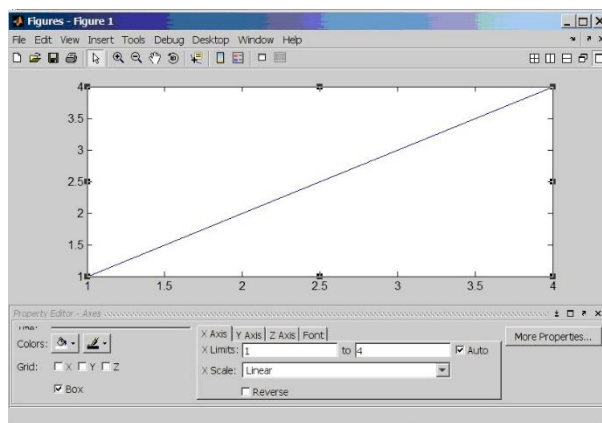 Figures - Figure 1
File Edit View Insert Tools Debug Desktop Window Help
4
3.5
3
2.5
2
1.5
1
1 1.5 2 2.5 3 3.5 4
Property Editor - Axes
Colors:
Grid: X Y Z
Box
X Axis Y Axis Z Axis Font
X Limits: 1 to 4 Auto
X Scale: Linear
Reverse
More Properties...